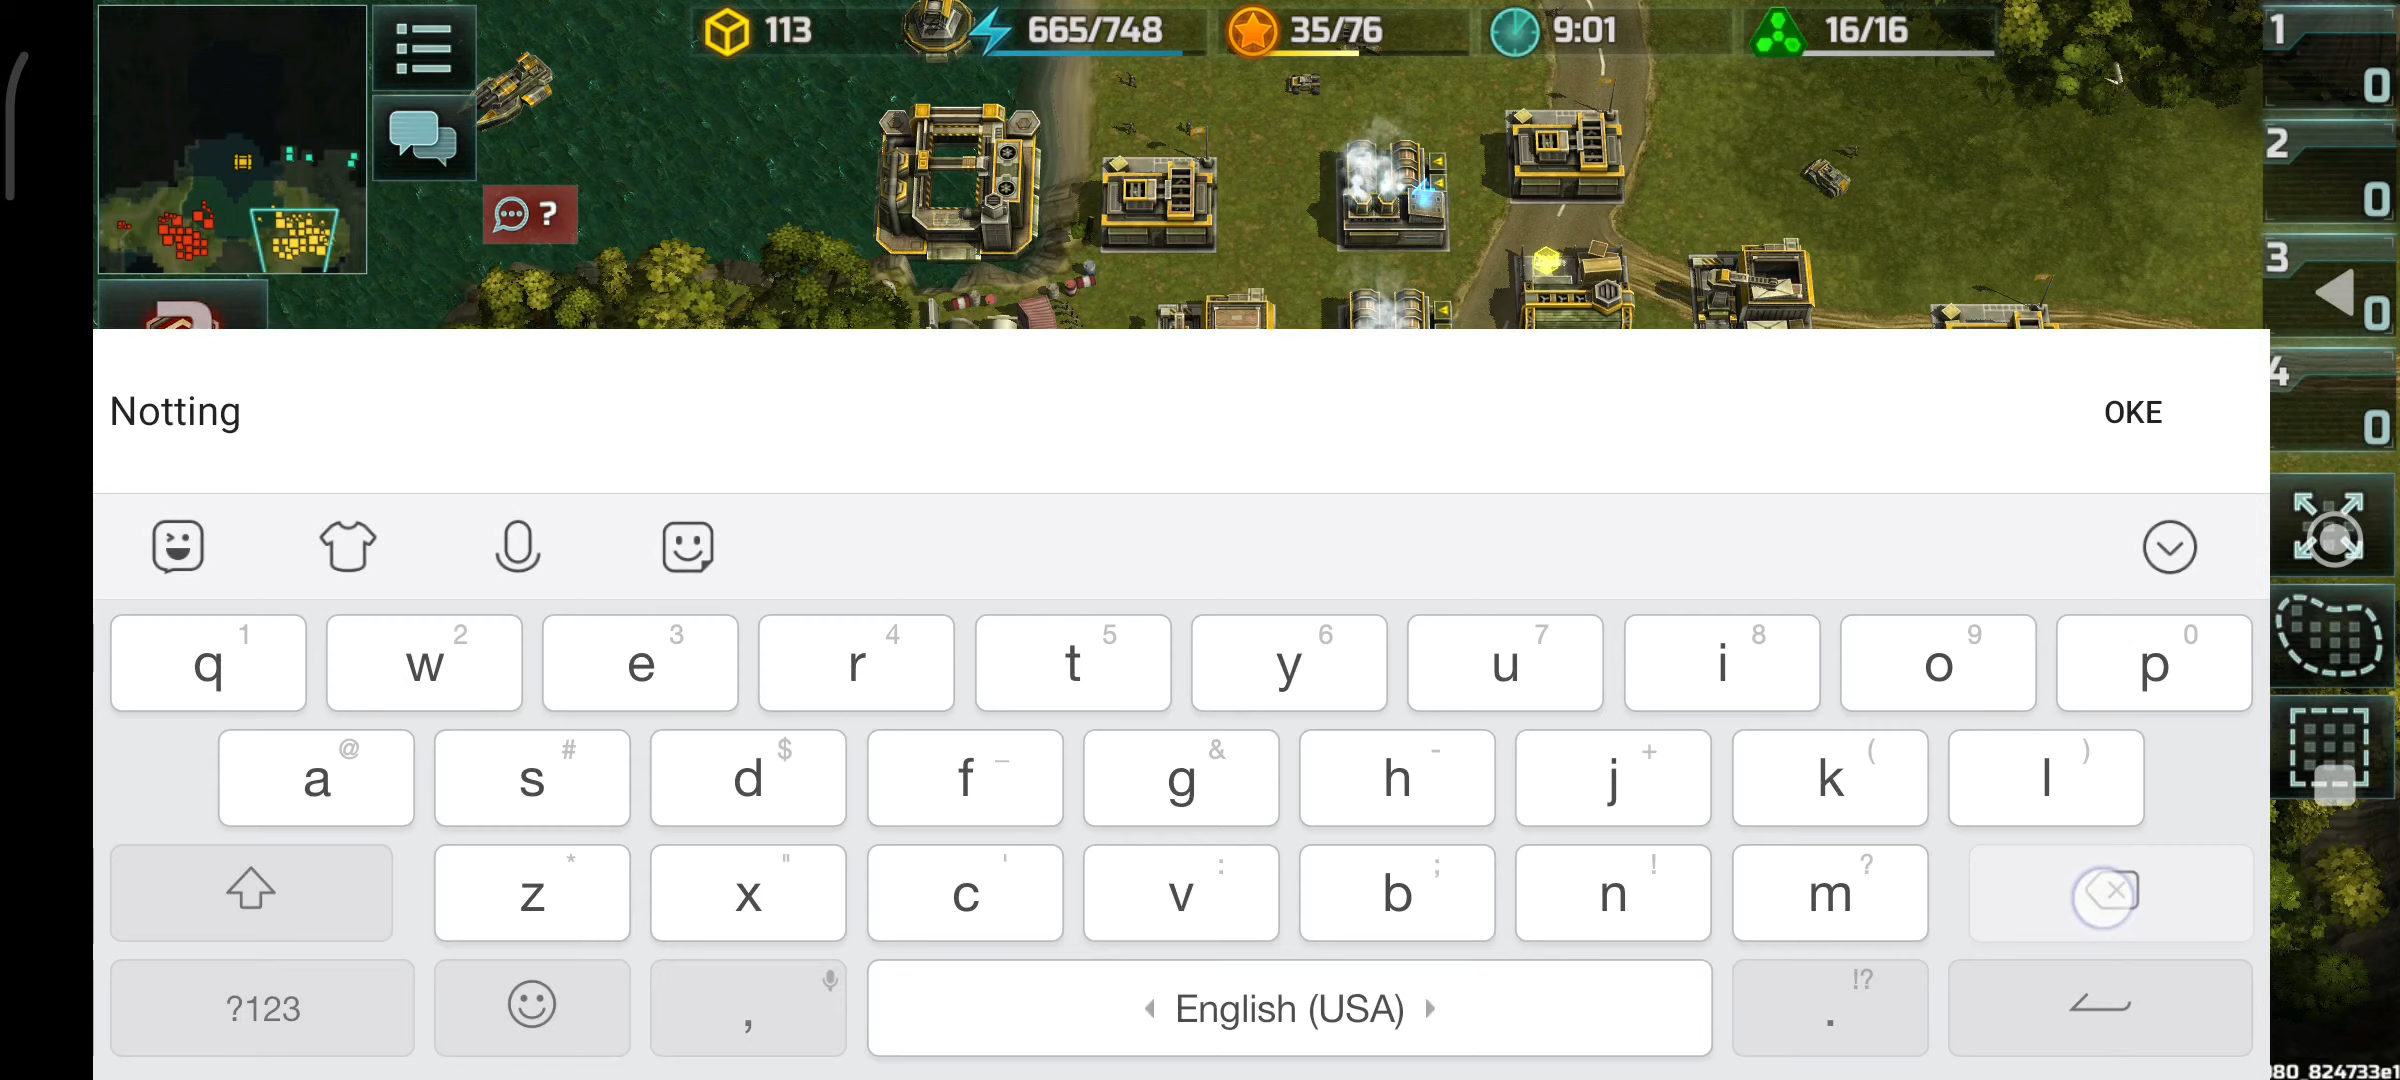 113 665/748 35/76 9:01 16/16
1
0
2
0
?
3
0
4
0
Notting OKE
1 2 3 4 5 6 7 8 9 0
q w e r t y u i o p
@ # $ _ & - + ( )
a s d f g h j k l
* " ' : ; ! ?
z x c v b n m
!?
?123 , English (USA) .
080_824733e1